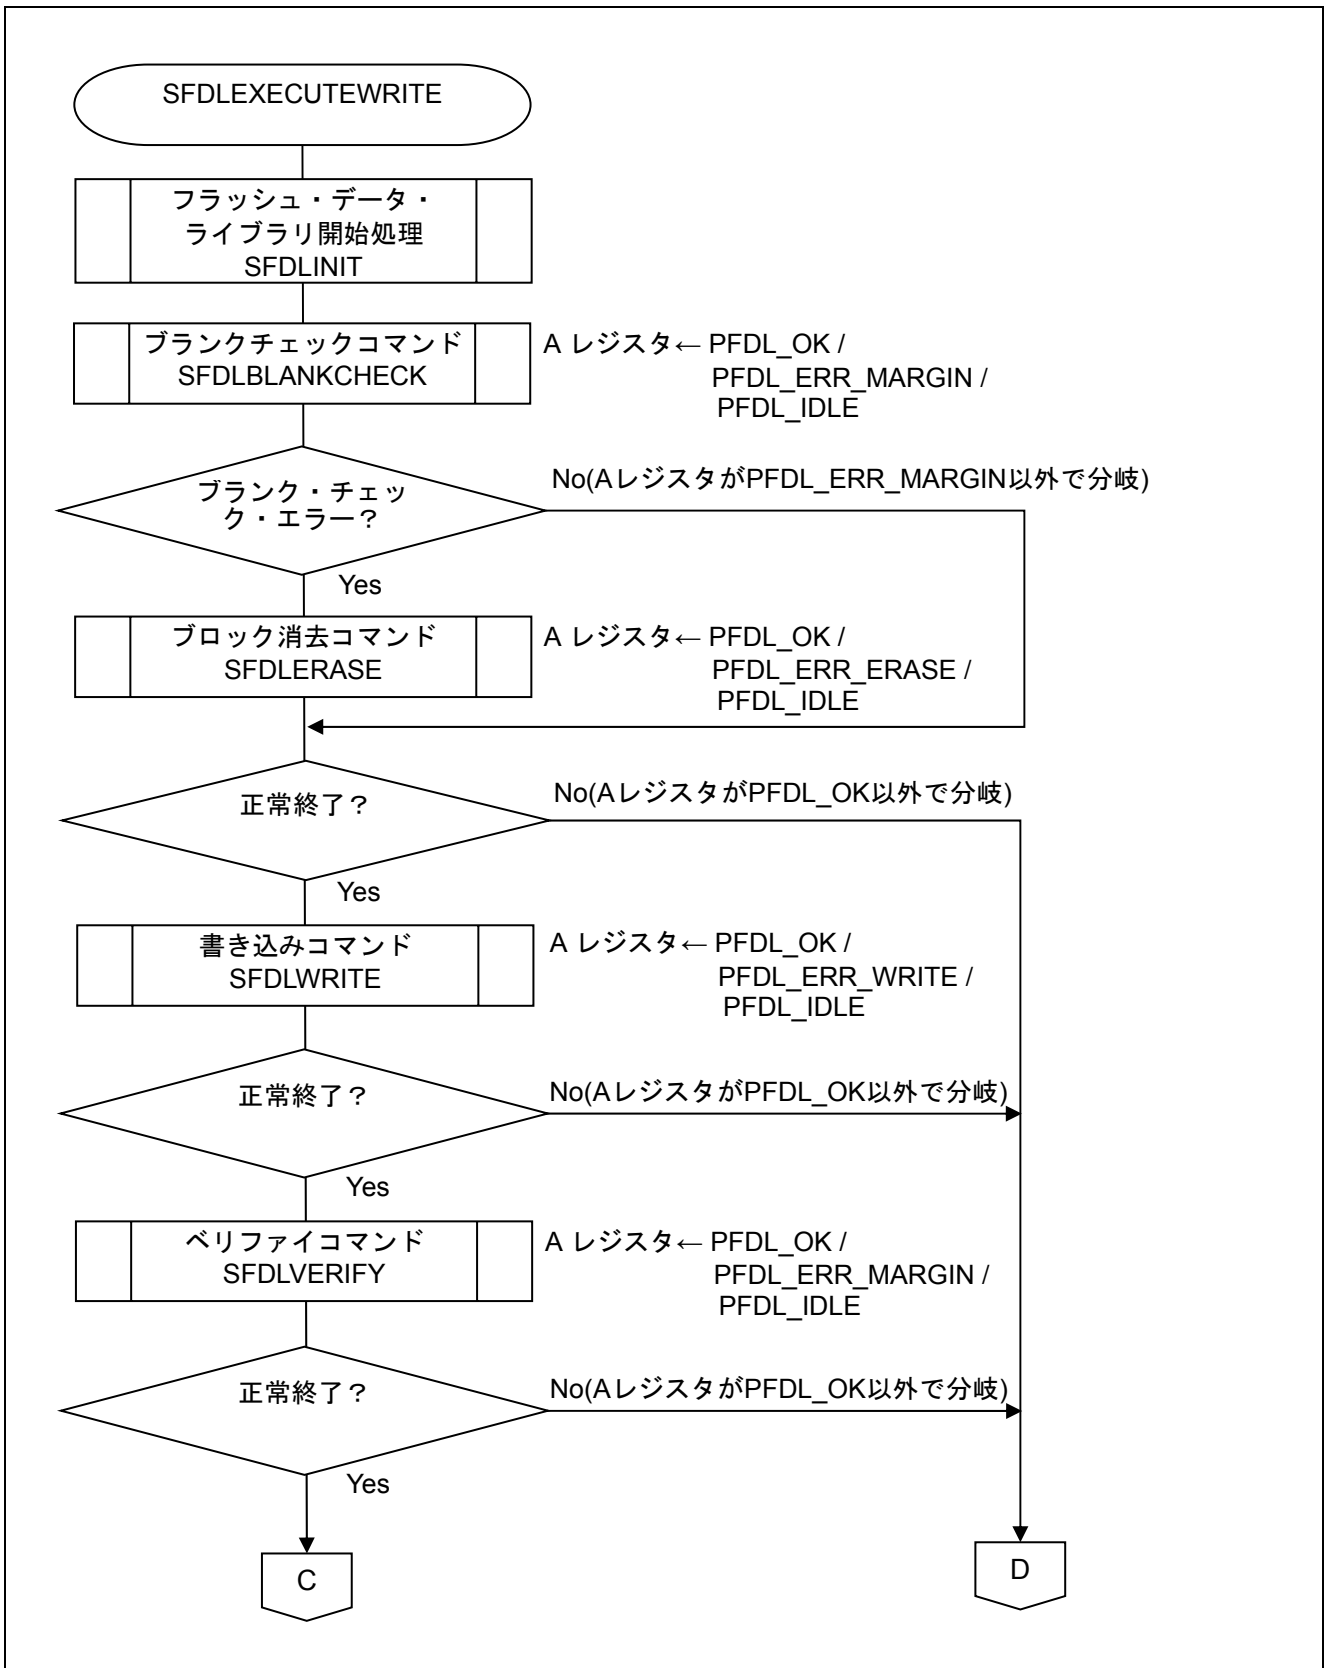 SFDLEXECUTEWRITE
フラッシュ・データ・
ライブラリ開始処理
SFDLINIT
ブランクチェックコマンド
SFDLBLANKCHECK
A レジスタ← PFDL_OK /
PFDL_ERR_MARGIN /
PFDL_IDLE
ブランク・チェッ
ク・エラー？
No(AレジスタがPFDL_ERR_MARGIN以外で分岐)
Yes
ブロック消去コマンド
SFDLERASE
A レジスタ← PFDL_OK /
PFDL_ERR_ERASE /
PFDL_IDLE
正常終了？
No(AレジスタがPFDL_OK以外で分岐)
Yes
書き込みコマンド
SFDLWRITE
A レジスタ← PFDL_OK /
PFDL_ERR_WRITE /
PFDL_IDLE
正常終了？
No(AレジスタがPFDL_OK以外で分岐)
Yes
ベリファイコマンド
SFDLVERIFY
A レジスタ← PFDL_OK /
PFDL_ERR_MARGIN /
PFDL_IDLE
正常終了？
No(AレジスタがPFDL_OK以外で分岐)
Yes
C
D